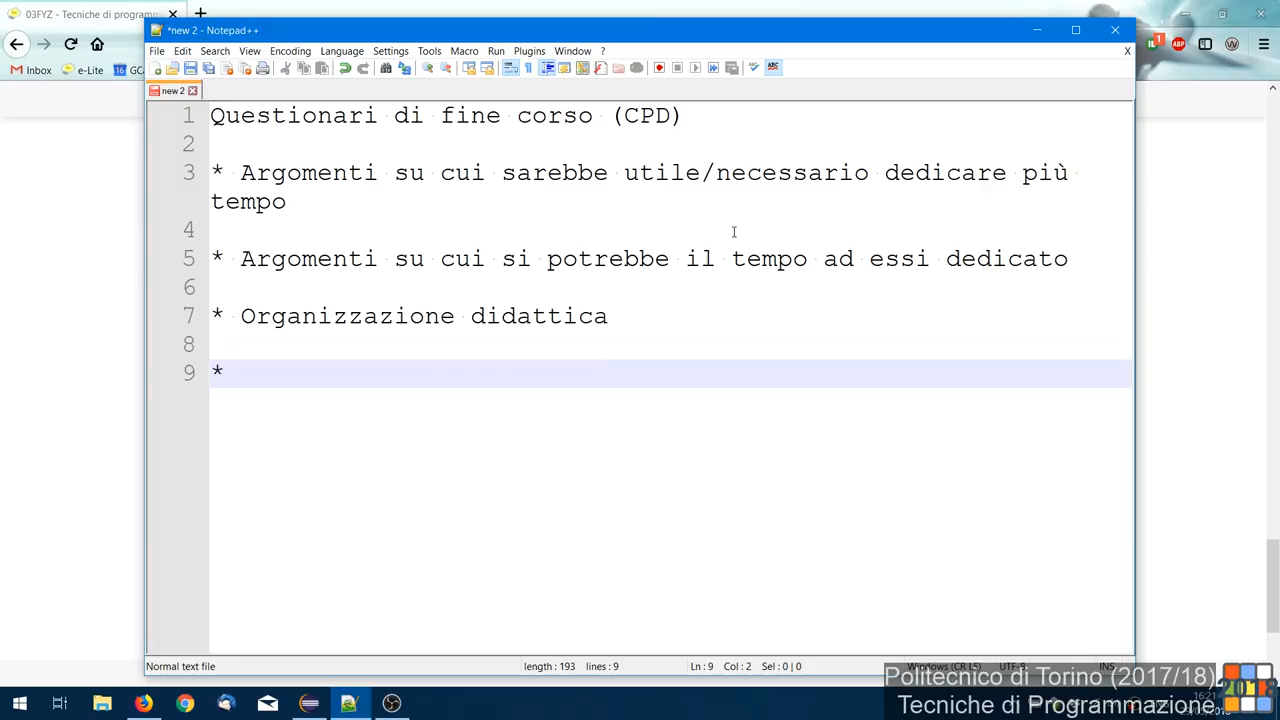 03FYZ - Tecniche di programm
*new 2 - Notepad++
File Edit Search View Encoding Language Settings Tools Macro Run Plugins Window ?
X
Inbox e-Lite GC
new 2
1 Questionari di fine corso (CPD)
2
3 * Argomenti su cui sarebbe utile/necessario dedicare più
tempo
4
5 * Argomenti su cui si potrebbe il tempo ad essi dedicato
6
7 * Organizzazione didattica
8
9 *
Normal text file length : 193 lines : 9 Ln : 9 Col : 2 Sel : 0 | 0 Windows (CR LF) UTF-8 INS
Politecnico di Torino (2017/18)
Tecniche di Programmazione
2018
16:21